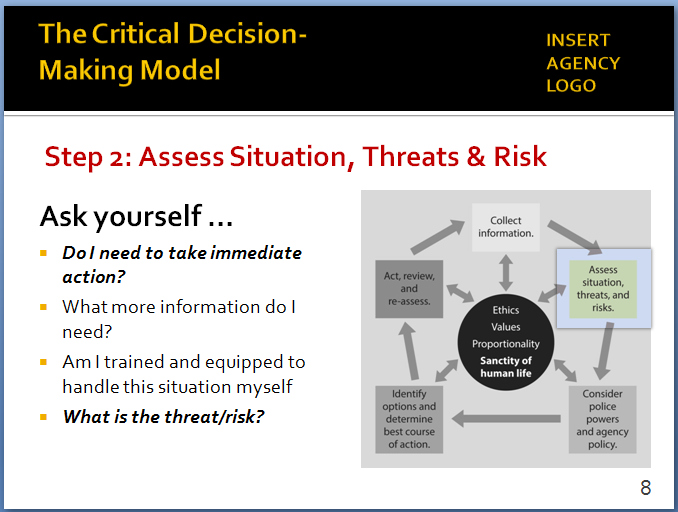 The Critical Decision-
Making Model
INSERT
AGENCY
LOGO
Step 2: Assess Situation, Threats & Risk
Ask yourself ...
Do I need to take immediate
action?
What more information do I
need?
Am I trained and equipped to
handle this situation myself
What is the threat/risk?
Collect
information.
Assess
situation,
threats, and
risks.
Consider
police
powers
and agency
policy.
Identify
options and
determine
best course
of action.
Act, review,
and
re-assess.
Ethics
Values
Proportionality
Sanctity of
human life
8